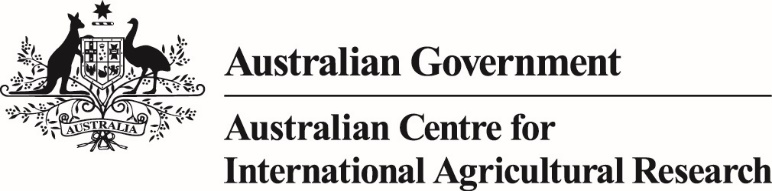 AUSTRALIA
Australian Government
Australian Centre for
International Agricultural Research